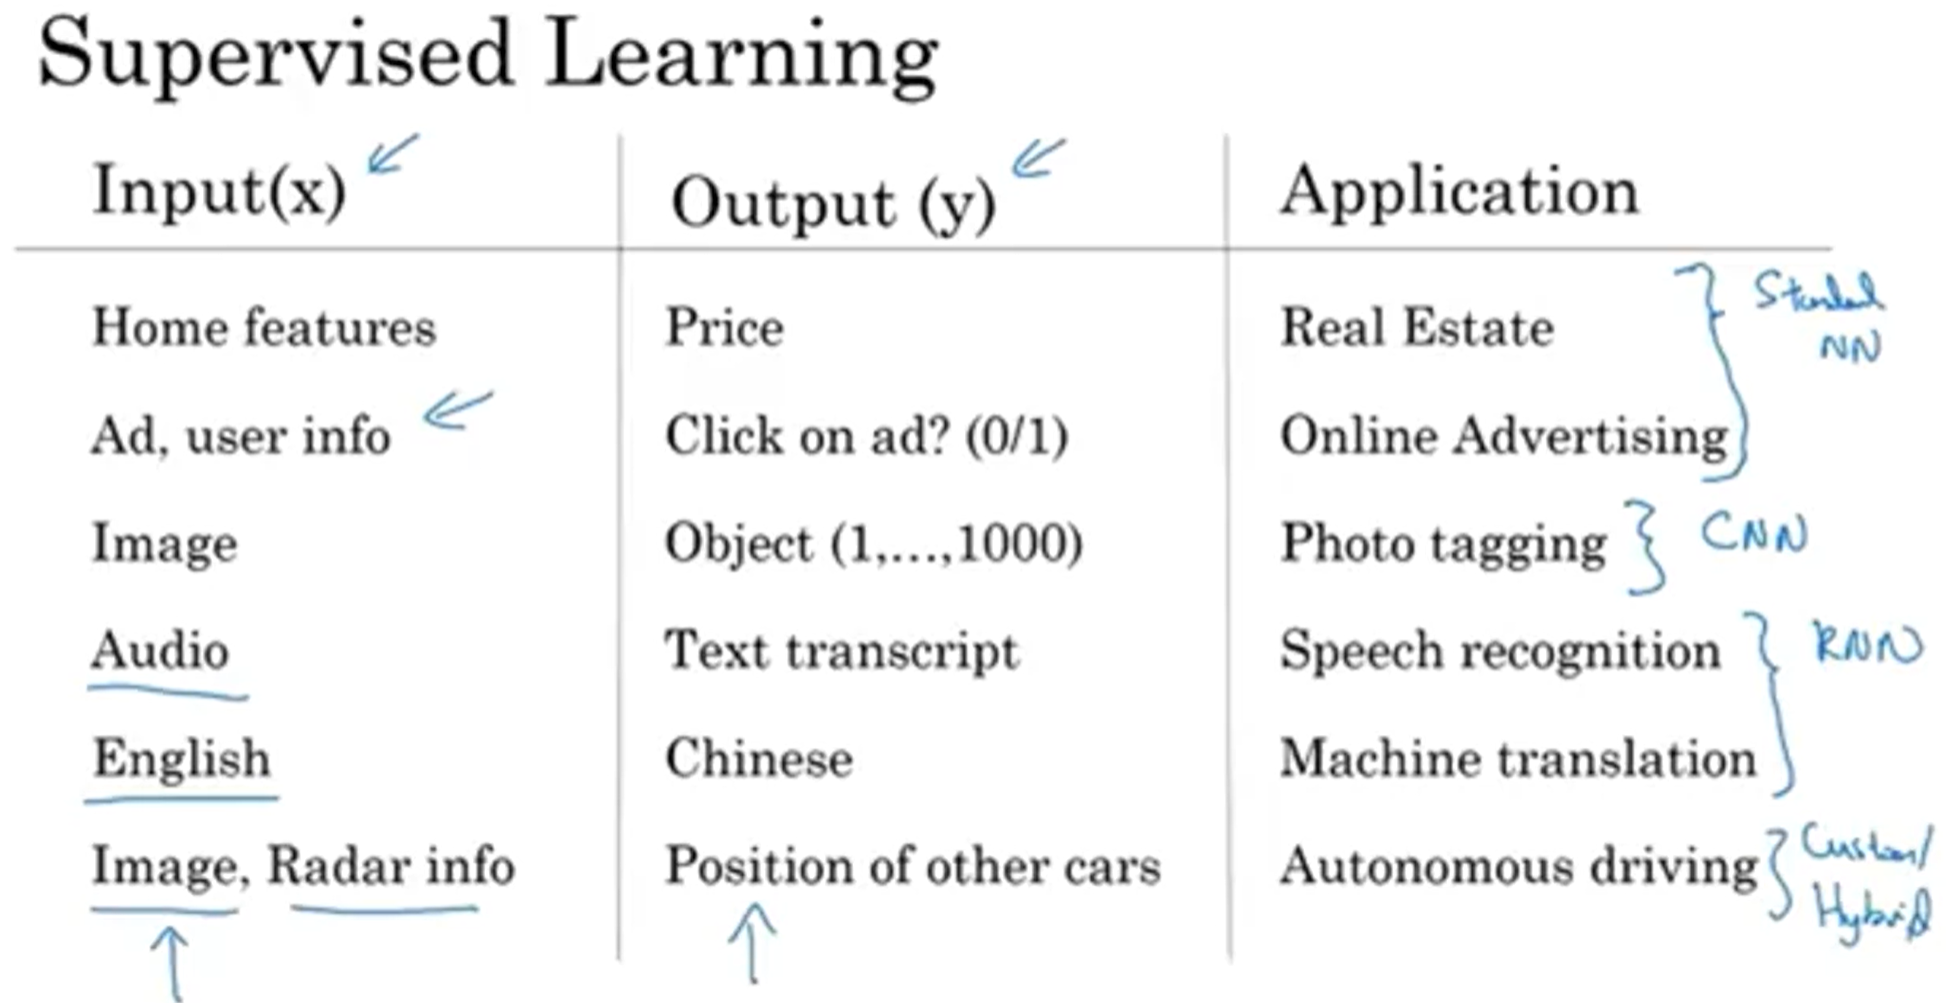 Supervised Learning
Input(x) Output (y) Application
Home features Price Real Estate Standard
NN
Ad, user info Click on ad? (0/1) Online Advertising
Image Object (1,...,1000) Photo tagging CNN
Audio Text transcript Speech recognition RNN
English Chinese Machine translation
Image, Radar info Position of other cars Autonomous driving Custom/
Hybrid